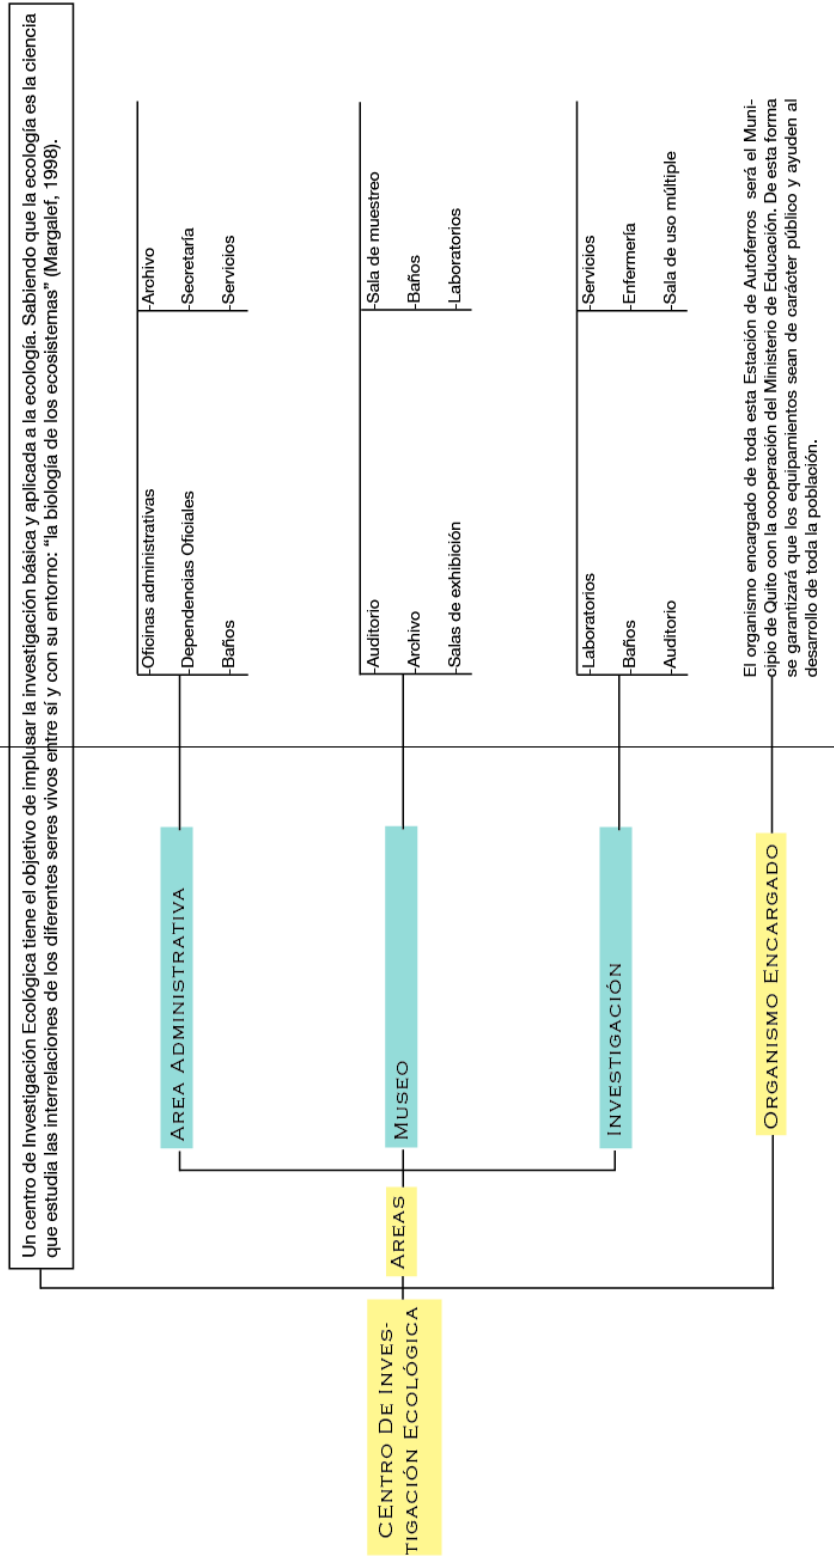 Un centro de Investigación Ecológica tiene el objetivo de implusar la investigación básica y aplicada a la ecología. Sabiendo que la ecología es la ciencia
que estudia las interrelaciones de los diferentes seres vivos entre sí y con su entorno: “la biología de los ecosistemas” (Margalef, 1998).
CENTRO DE INVES-
TIGACIÓN ECOLÓGICA
AREAS
AREA ADMINISTRATIVA
-Oficinas administrativas
-Dependencias Oficiales
-Baños
-Archivo
-Secretaría
-Servicios
MUSEO
-Auditorio
-Archivo
-Salas de exhibición
-Sala de muestreo
-Baños
-Laboratorios
INVESTIGACIÓN
-Laboratorios
-Baños
-Auditorio
-Servicios
-Enfermería
-Sala de uso múltiple
ORGANISMO ENCARGADO
El organismo encargado de toda esta Estación de Autoferros será el Muni-
cipio de Quito con la cooperación del Ministerio de Educación. De esta forma
se garantizará que los equipamientos sean de carácter público y ayuden al
desarrollo de toda la población.